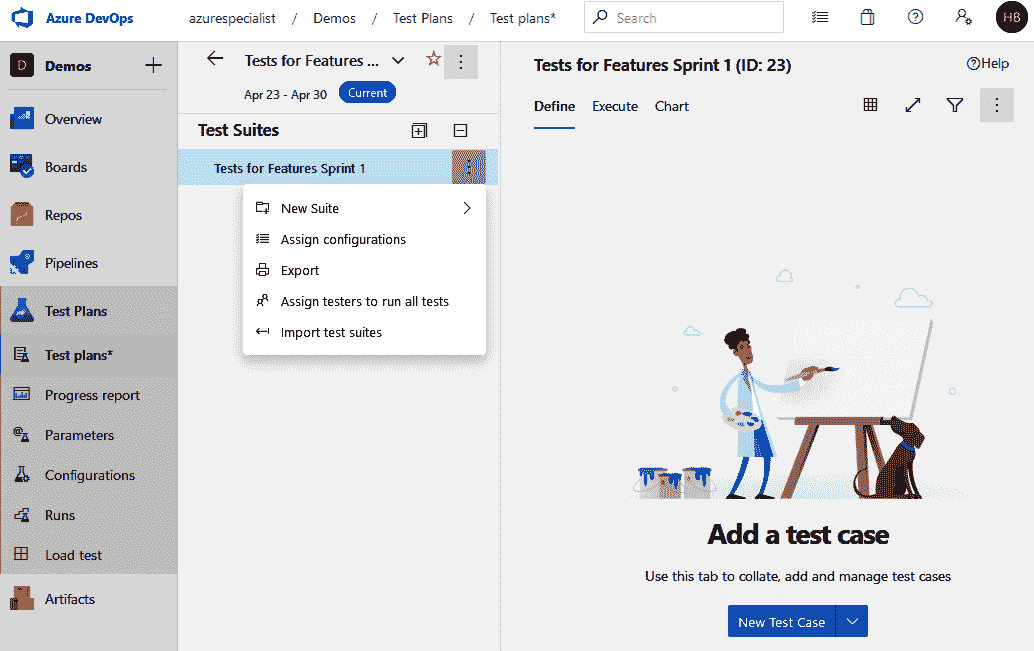 Azure DevOps
azurespecialist / Demos / Test Plans / Test plans*
Search
HB
D Demos
Overview
Boards
Repos
Pipelines
Test Plans
Test plans*
Progress report
Parameters
Configurations
Runs
Load test
Artifacts
Tests for Features ...
Apr 23 - Apr 30 Current
Test Suites
Tests for Features Sprint 1
New Suite
Assign configurations
Export
Assign testers to run all tests
Import test suites
Tests for Features Sprint 1 (ID: 23)
Help
Define Execute Chart
Add a test case
Use this tab to collate, add and manage test cases
New Test Case